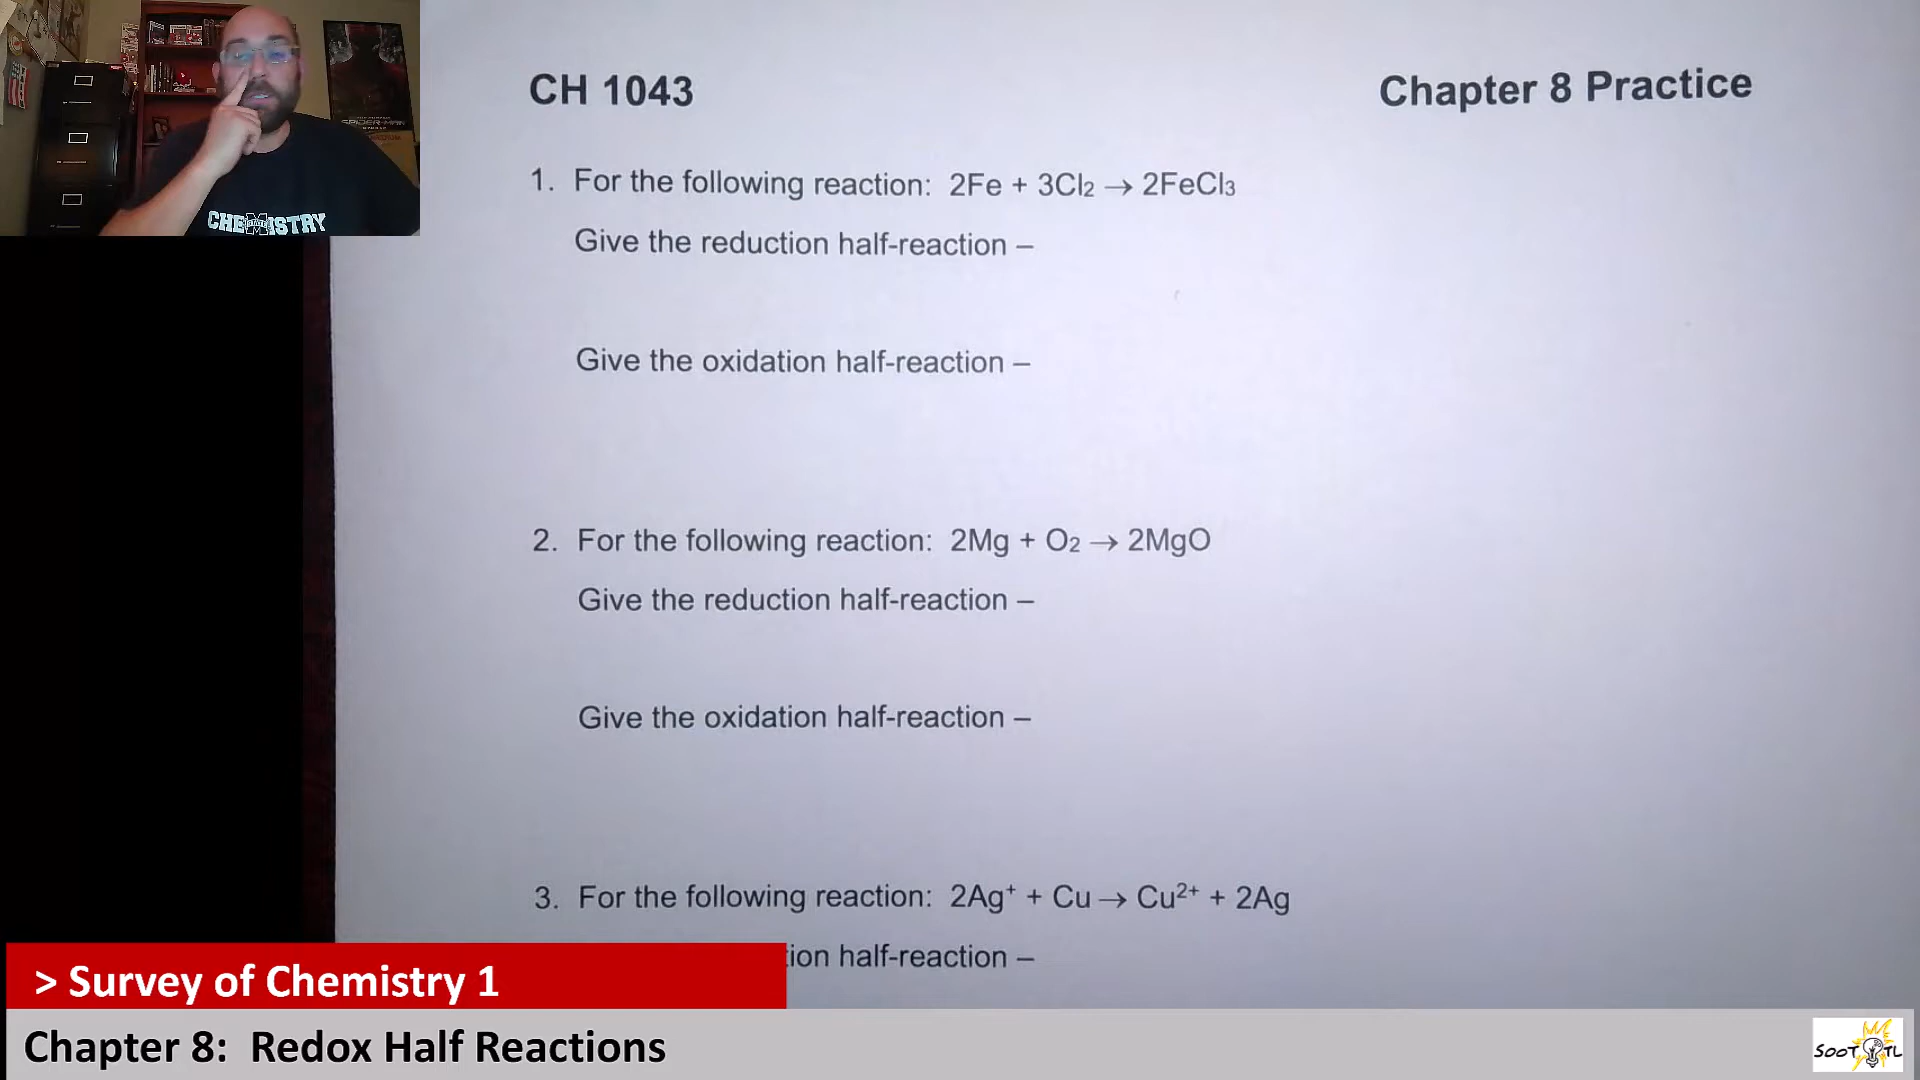 SPIDER-MAN
CHEMISTRY
STATE
CH 1043
Chapter 8 Practice
1. For the following reaction: 2Fe + 3Cl₂ → 2FeCl₃
Give the reduction half-reaction –
Give the oxidation half-reaction –
2. For the following reaction: 2Mg + O₂ → 2MgO
Give the reduction half-reaction –
Give the oxidation half-reaction –
3. For the following reaction: 2Ag⁺ + Cu → Cu²⁺ + 2Ag
ion half-reaction –
> Survey of Chemistry 1
Chapter 8: Redox Half Reactions
SOOTTL